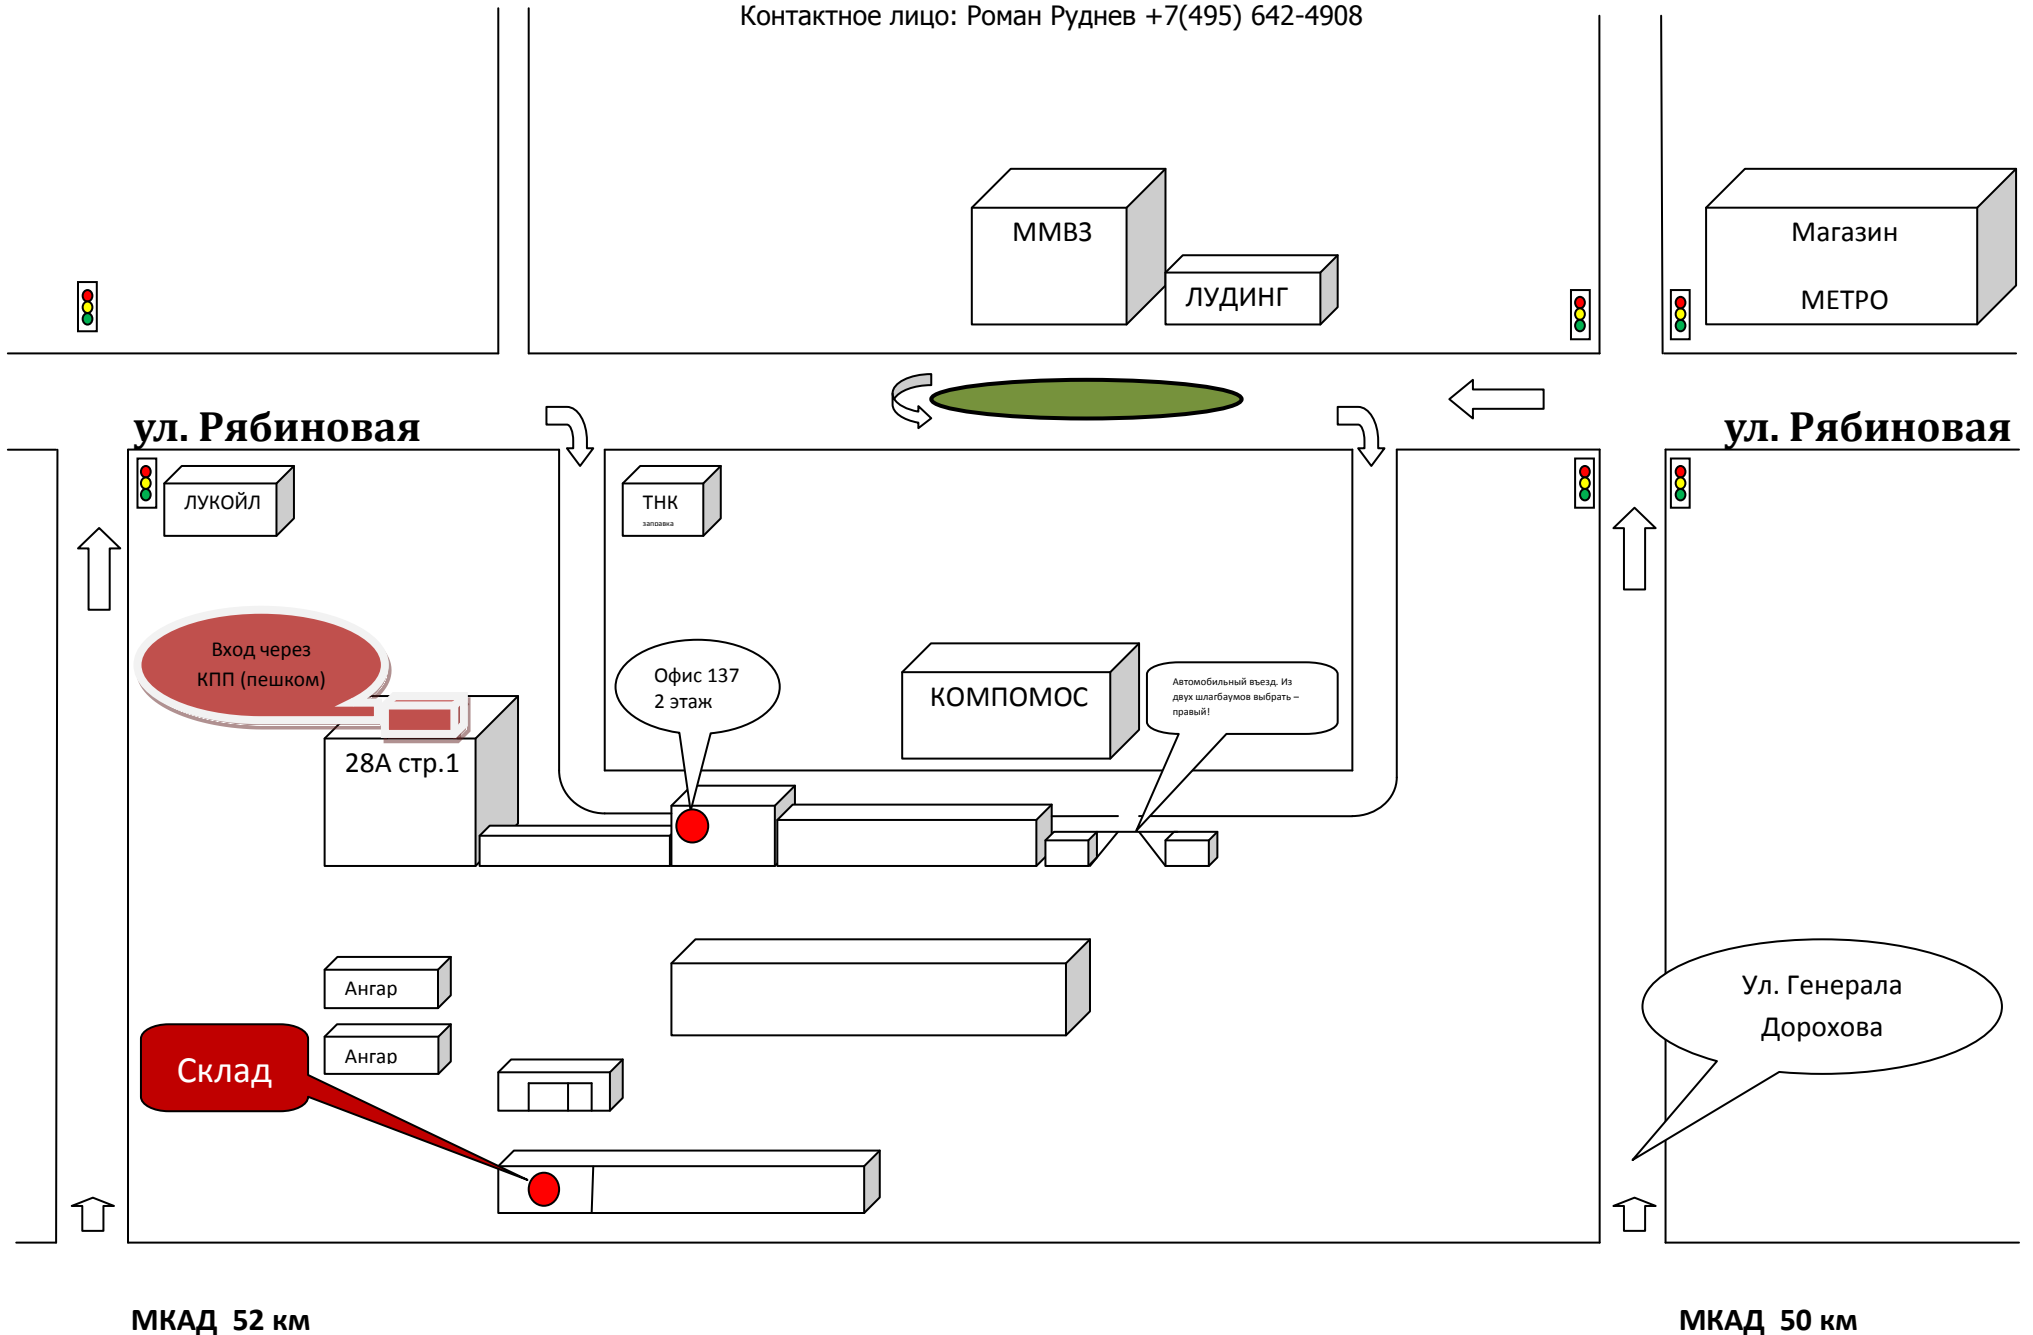 Контактное лицо: Роман Руднев +7(495) 642-4908
ММВЗ
ЛУДИНГ
Магазин
МЕТРО
ул. Рябиновая
ул. Рябиновая
ЛУКОЙЛ
ТНК
заправка
Вход через
КПП (пешком)
Офис 137
2 этаж
КОМПОМОС
Автомобильный въезд. Из
двух шлагбаумов выбрать –
правый!
28А стр.1
Ангар
Ангар
Склад
Ул. Генерала
Дорохова
МКАД 52 км
МКАД 50 км